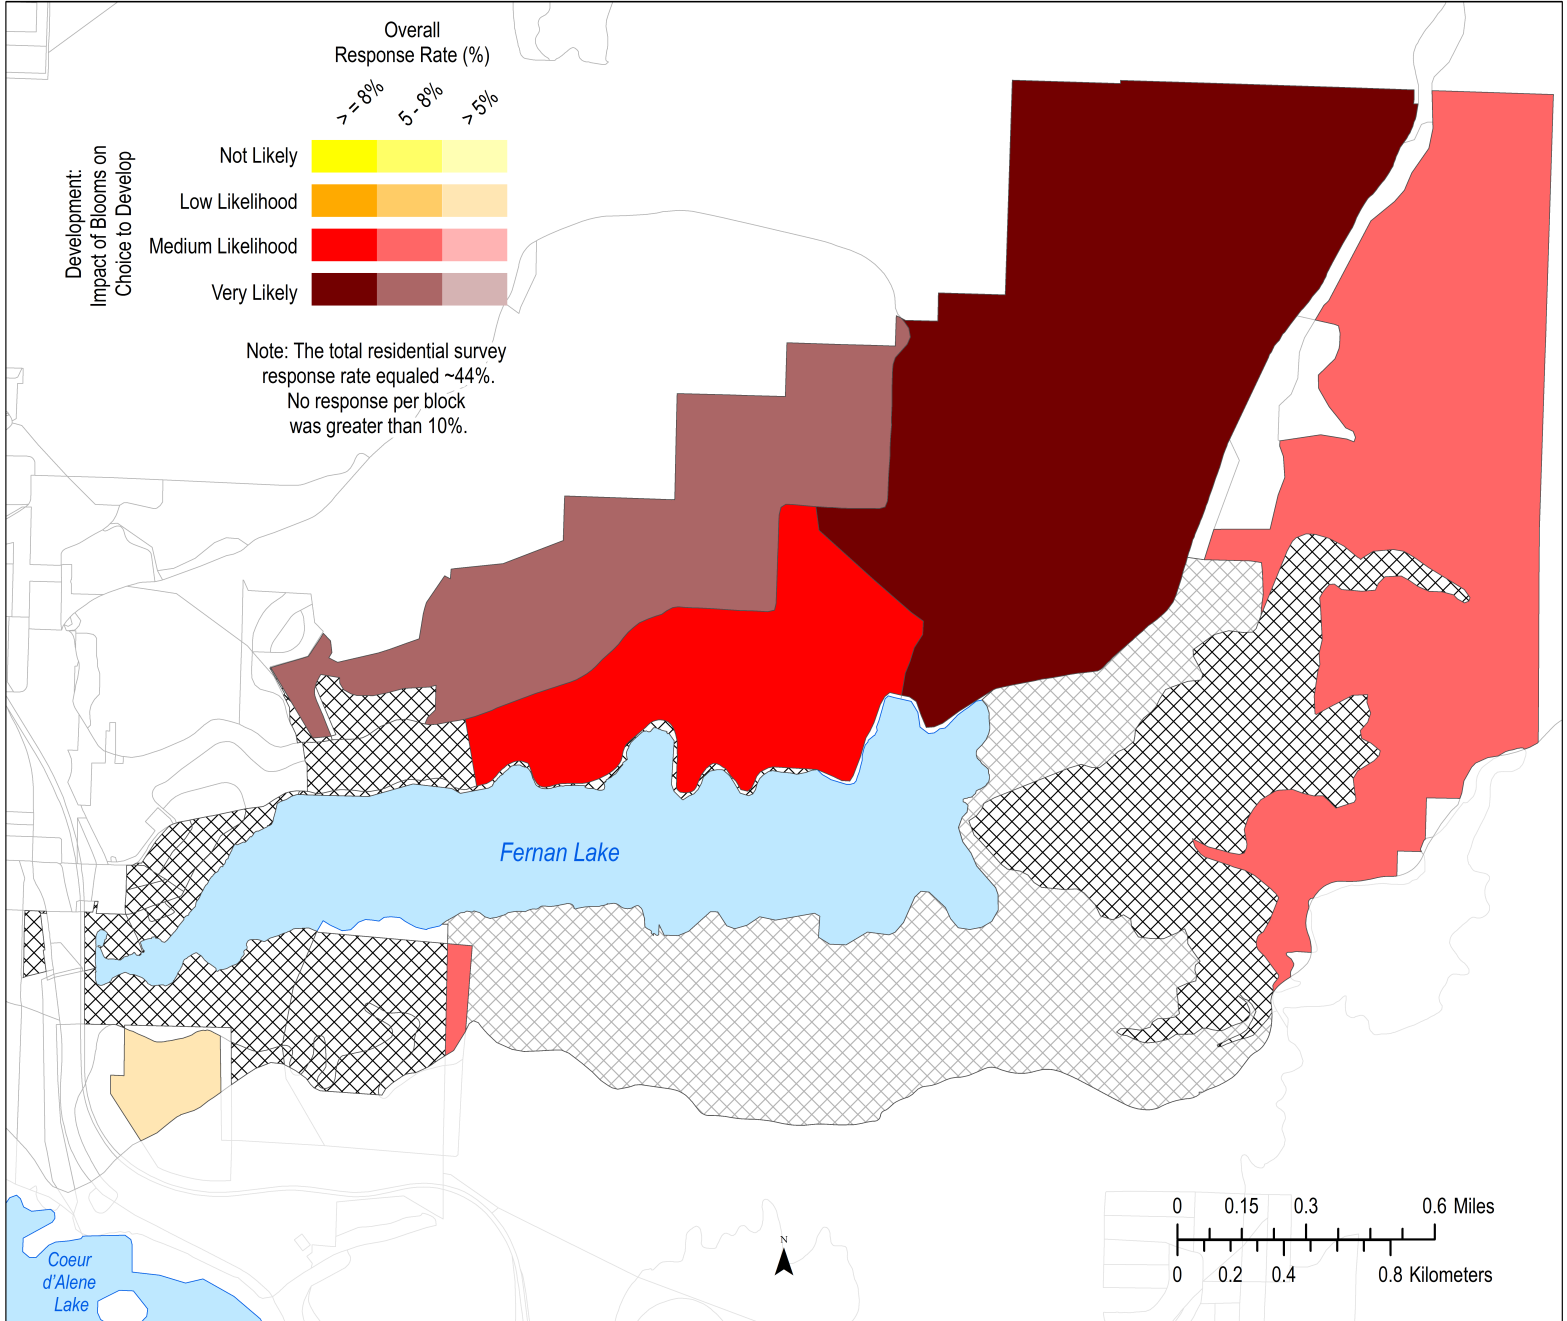 Overall
Response Rate (%)
> = 8%
5 - 8%
> 5%
Development:
Impact of Blooms on
Choice to Develop
Not Likely
Low Likelihood
Medium Likelihood
Very Likely
Note: The total residential survey
response rate equaled ~44%.
No response per block
was greater than 10%.
Fernan Lake
Coeur
d'Alene
Lake
N
0 0.15 0.3 0.6 Miles
0 0.2 0.4 0.8 Kilometers